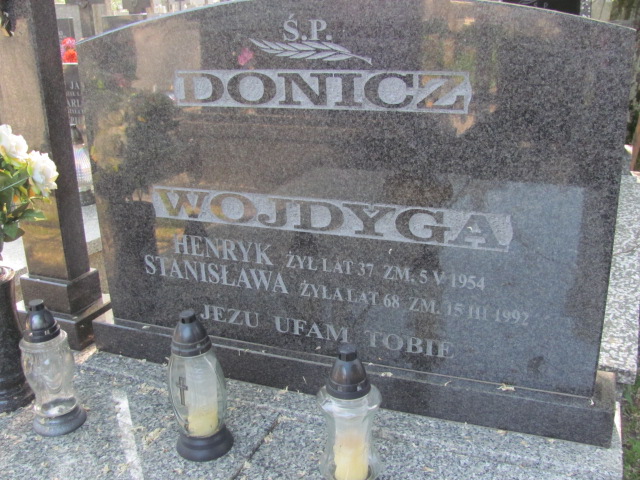 Ś.P.
DONICZ
WOJDYGA
HENRYK ŻYŁ LAT 37 ZM. 5 V 1954
STANISŁAWA ŻYŁA LAT 68 ZM. 15 III 1992
JEZU UFAM TOBIE